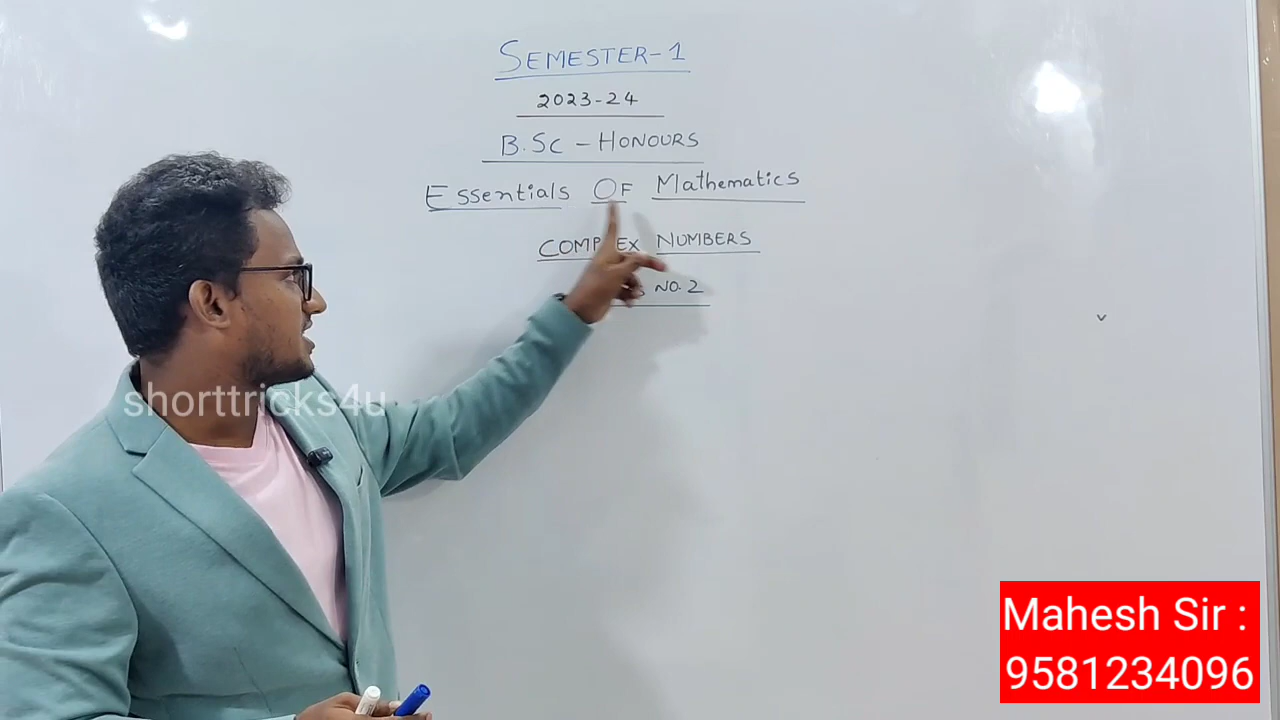 SEMESTER-1
2023-24
B.Sc - HONOURS
Essentials OF Mathematics
NUMBERS
NO. 2
shorttricks4u
Mahesh Sir :
9581234096